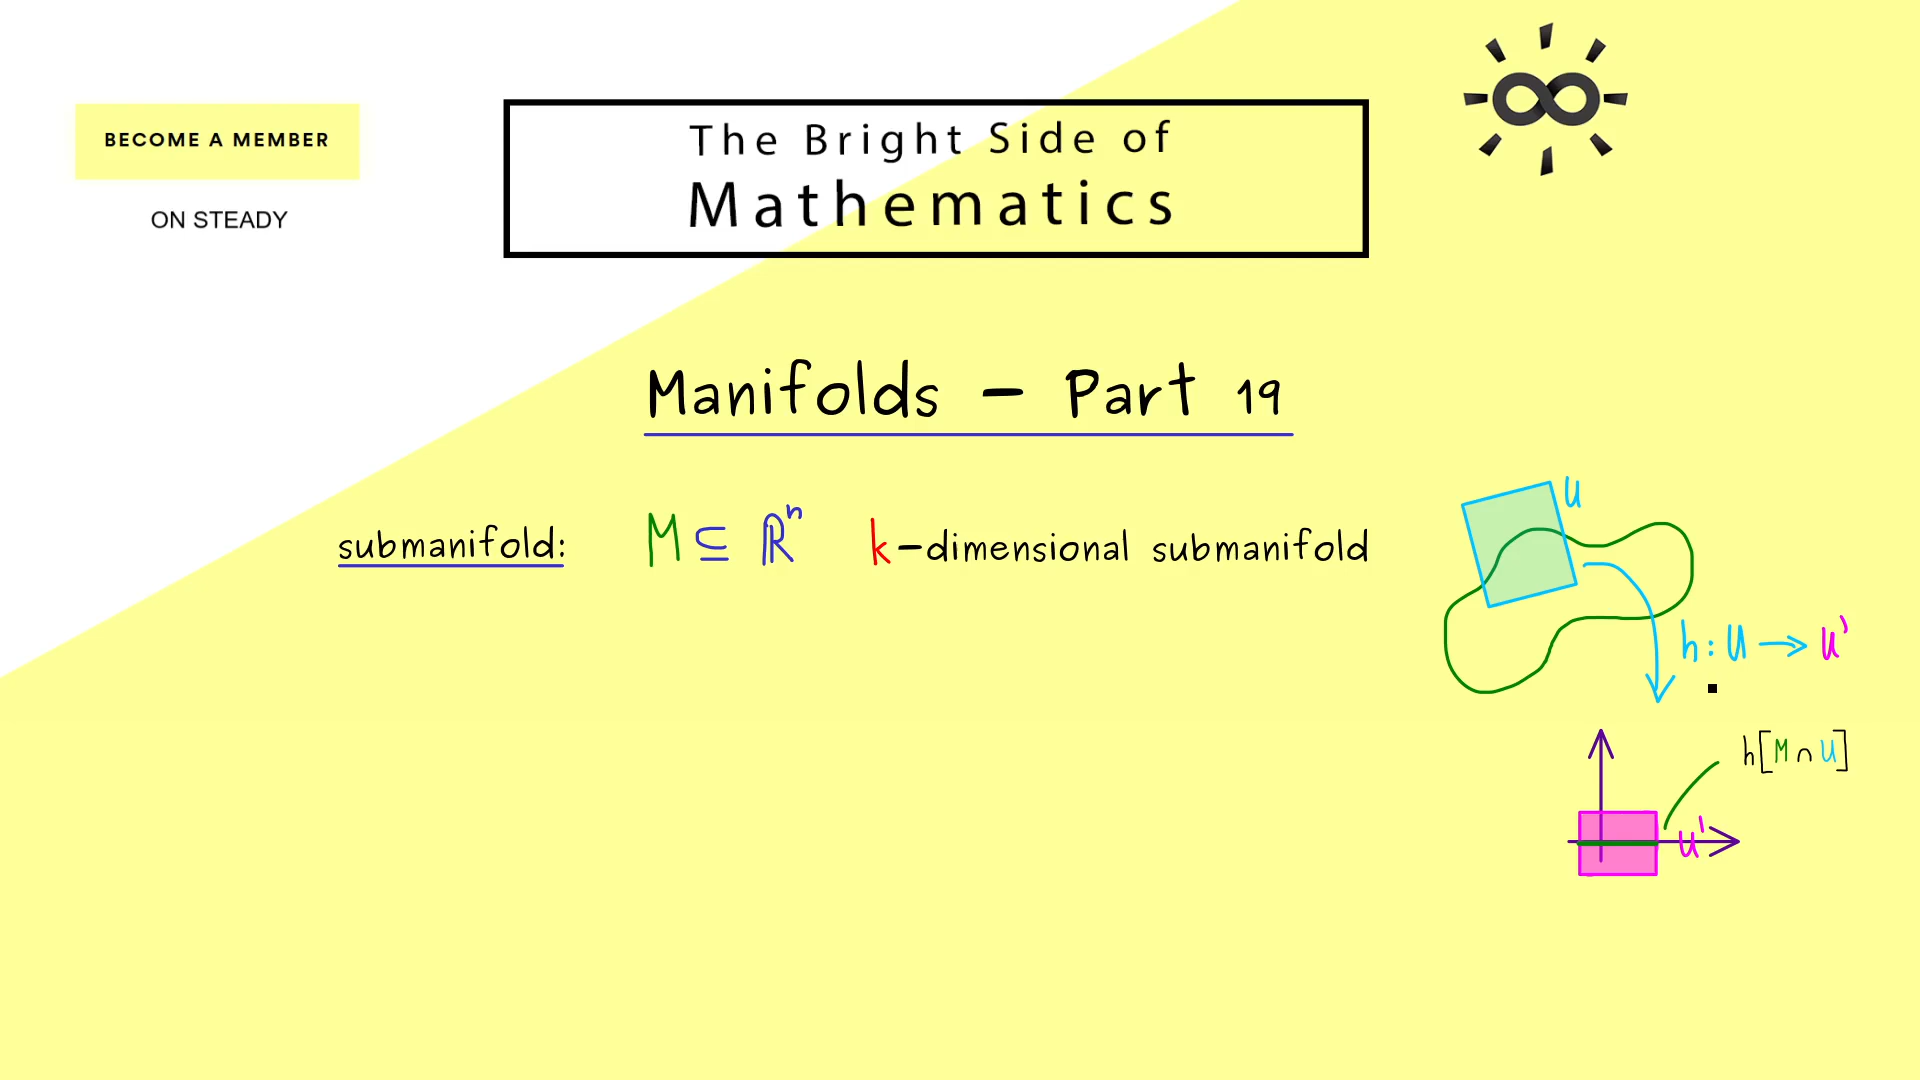 BECOME A MEMBER
ON STEADY
The Bright Side of
Mathematics
Manifolds - Part 19
submanifold: M ⊆ ℝⁿ k-dimensional submanifold
U
h: U → U'
h[M ∩ U]
U'